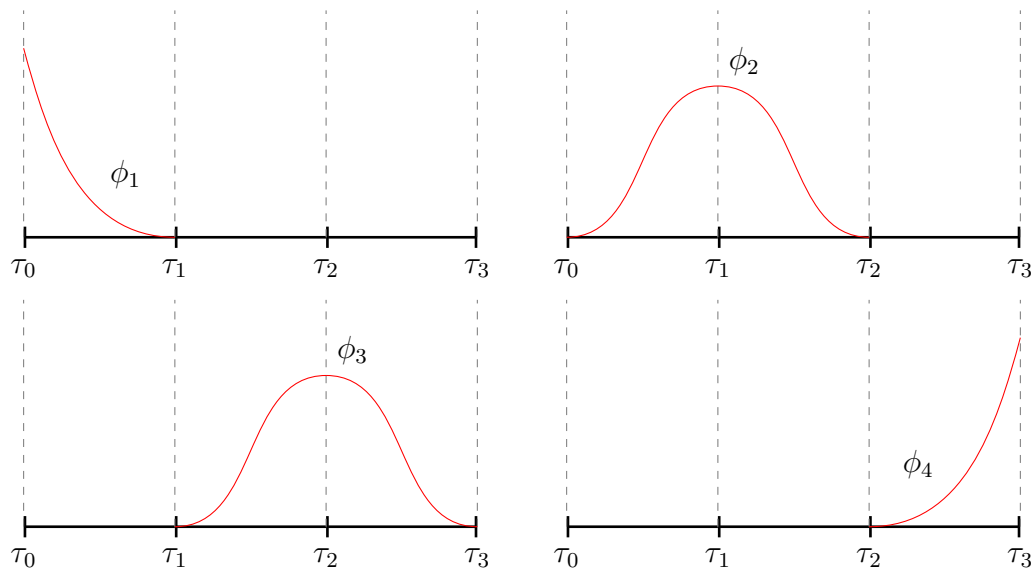 ϕ₁
τ₀ τ₁ τ₂ τ₃
ϕ₂
τ₀ τ₁ τ₂ τ₃
ϕ₃
τ₀ τ₁ τ₂ τ₃
ϕ₄
τ₀ τ₁ τ₂ τ₃